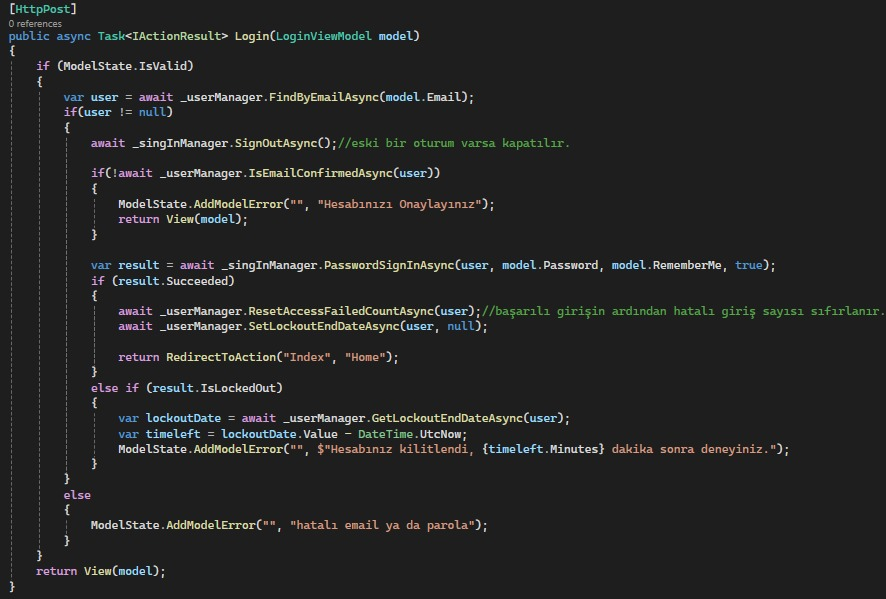 [HttpPost]
0 references
public async Task<IActionResult> Login(LoginViewModel model)
{
    if (ModelState.IsValid)
    {
        var user = await _userManager.FindByEmailAsync(model.Email);
        if(user != null)
        {
            await _singInManager.SignOutAsync();//eski bir oturum varsa kapatılır.

            if(!await _userManager.IsEmailConfirmedAsync(user))
            {
                ModelState.AddModelError("", "Hesabınızı Onaylayınız");
                return View(model);
            }

            var result = await _singInManager.PasswordSignInAsync(user, model.Password, model.RememberMe, true);
            if (result.Succeeded)
            {
                await _userManager.ResetAccessFailedCountAsync(user);//başarılı girişin ardından hatalı giriş sayısı sıfırlanır.
                await _userManager.SetLockoutEndDateAsync(user, null);

                return RedirectToAction("Index", "Home");
            }
            else if (result.IsLockedOut)
            {
                var lockoutDate = await _userManager.GetLockoutEndDateAsync(user);
                var timeleft = lockoutDate.Value - DateTime.UtcNow;
                ModelState.AddModelError("", $"Hesabınız kilitlendi, {timeleft.Minutes} dakika sonra deneyiniz.");
            }
        }
        else
        {
            ModelState.AddModelError("", "hatalı email ya da parola");
        }
    }
    return View(model);
}